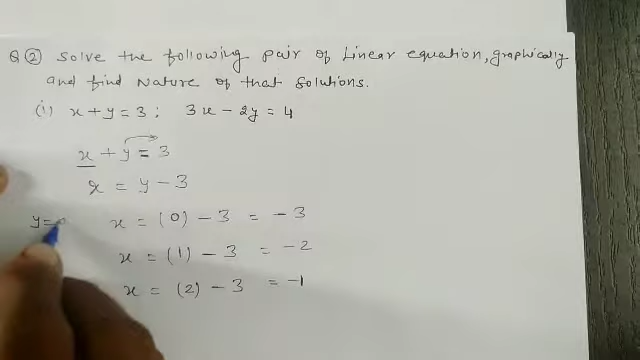 Q ② Solve the following pair of Linear equation, graphically
and find Nature of that solutions.
(i) x + y = 3 ; 3x - 2y = 4
x + y = 3
x = y - 3
y = 0 x = (0) - 3 = -3
x = (1) - 3 = -2
x = (2) - 3 = -1